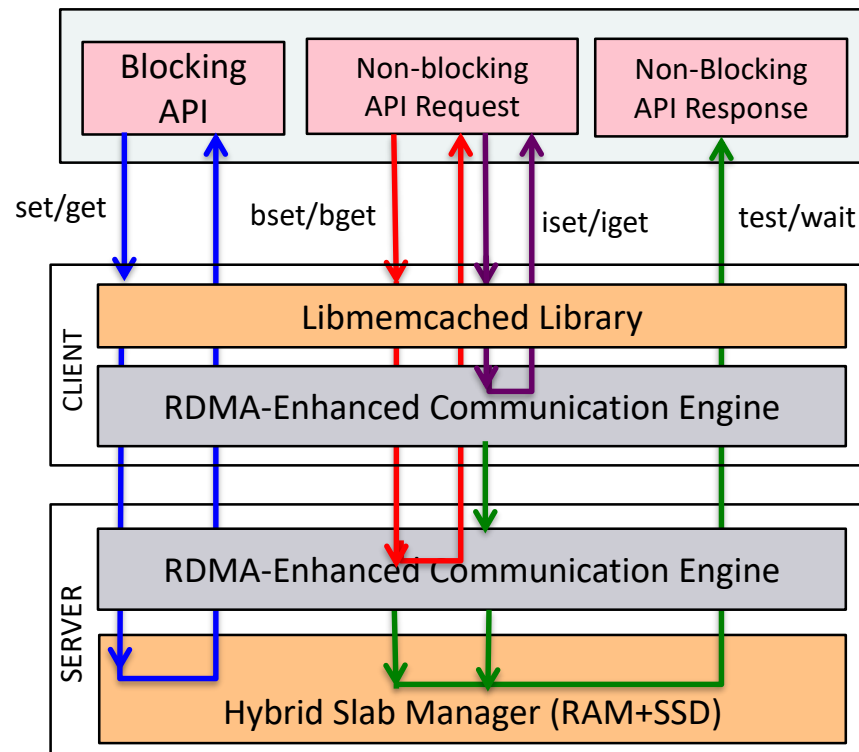 Blocking
API
Non-blocking
API Request
Non-Blocking
API Response
set/get
bset/bget
iset/iget
test/wait
CLIENT
Libmemcached Library
RDMA-Enhanced Communication Engine
SERVER
RDMA-Enhanced Communication Engine
Hybrid Slab Manager (RAM+SSD)